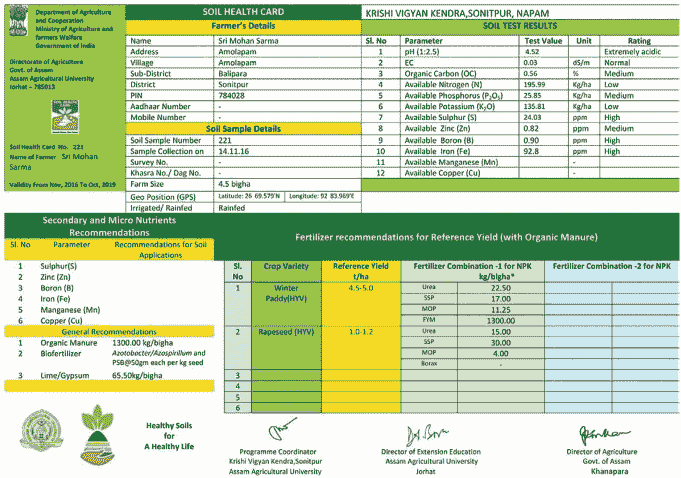 Department of Agriculture
and Cooperation
Ministry of Agriculture and
farmers Welfare
Government of India
Directorate of Agriculture
Govt. of Assam
Assam Agricultural University
Jorhat – 785013
Soil Health Card No. 221
Name of Farmer Sri Mohan
Sarma
Validity From Nov, 2016 To Oct, 2019
SOIL HEALTH CARD
Farmer's Details
Name Sri Mohan Sarma
Address Amolapam
Village Amolapam
Sub-District Balipara
District Sonitpur
PIN 784028
Aadhaar Number -
Mobile Number -
Soil Sample Details
Soil Sample Number 221
Sample Collection on 14.11.16
Survey No. -
Khasra No./ Dag No. -
Farm Size 4.5 bigha
Geo Position (GPS) Latitude: 26 69.579'N Longitude: 92 83.969'E
Irrigated/ Rainfed Rainfed
KRISHI VIGYAN KENDRA,SONITPUR, NAPAM
SOIL TEST RESULTS
Sl. No Parameter Test Value Unit Rating
1 pH (1:2.5) 4.52 Extremely acidic
2 EC 0.03 dS/m Normal
3 Organic Carbon (OC) 0.56 % Medium
4 Available Nitrogen (N) 195.99 Kg/ha Low
5 Available Phosphorus (P₂O₅) 25.85 Kg/ha Medium
6 Available Potassium (K₂O) 135.81 Kg/ha Low
7 Available Sulphur (S) 24.03 ppm High
8 Available Zinc (Zn) 0.82 ppm Medium
9 Available Boron (B) 0.90 ppm High
10 Available Iron (Fe) 92.8 ppm High
11 Available Manganese (Mn) -
12 Available Copper (Cu) -
Secondary and Micro Nutrients
Recommendations
Sl. No Parameter Recommendations for Soil
Applications
1 Sulphur(S)
2 Zinc (Zn)
3 Boron (B)
4 Iron (Fe)
5 Manganese (Mn)
6 Copper (Cu)
General Recommendations
1 Organic Manure 1300.00 kg/bigha
2 Biofertilizer Azotobacter/Azospirilum and
PSB@50gm each per kg seed
3 Lime/Gypsum 65.50kg/bigha
Fertilizer recommendations for Reference Yield (with Organic Manure)
Sl. No Crop Variety Reference Yield t/ha Fertilizer Combination -1 for NPK kg/bigha* Fertilizer Combination -2 for NPK
1 Winter Paddy(HYV) 4.5-5.0 Urea 22.50
SSP 17.00
MOP 11.25
FYM 1300.00
2 Rapeseed (HYV) 1.0-1.2 Urea 15.00
SSP 30.00
MOP 4.00
Borax -
3
4
5
6
Healthy Soils
for
A Healthy Life
Programme Coordinator
Krishi Vigyan Kendra,Sonitpur
Assam Agricultural University
Director of Extension Education
Assam Agricultural University
Jorhat
Director of Agriculture
Govt. of Assam
Khanapara